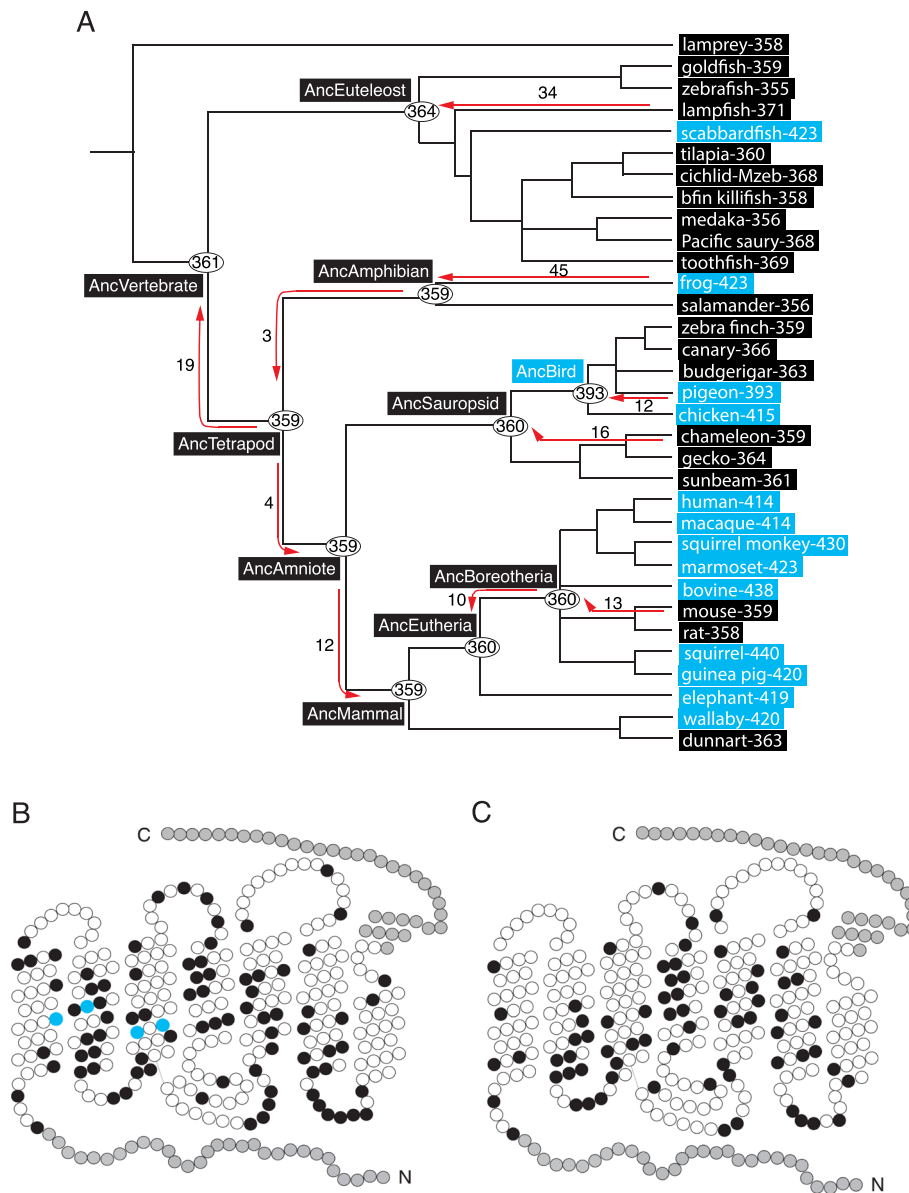 A
lamprey-358
goldfish-359
zebrafish-355
AncEuteleost
34
364
lampfish-371
scabbardfish-423
tilapia-360
cichlid-Mzeb-368
bfin killifish-358
medaka-356
Pacific saury-368
toothfish-369
361
AncVertebrate
AncAmphibian
45
frog-423
359
salamander-356
3
19
zebra finch-359
canary-366
budgerigar-363
AncBird
393
pigeon-393
12
chicken-415
AncSauropsid
360
359
AncTetrapod
16
chameleon-359
gecko-364
sunbeam-361
4
human-414
macaque-414
squirrel monkey-430
marmoset-423
359
AncAmniote
AncBoreotheria
bovine-438
10
360
13
mouse-359
rat-358
AncEutheria
360
squirrel-440
guinea pig-420
12
359
elephant-419
AncMammal
wallaby-420
dunnart-363
B
C
N
C
C
N